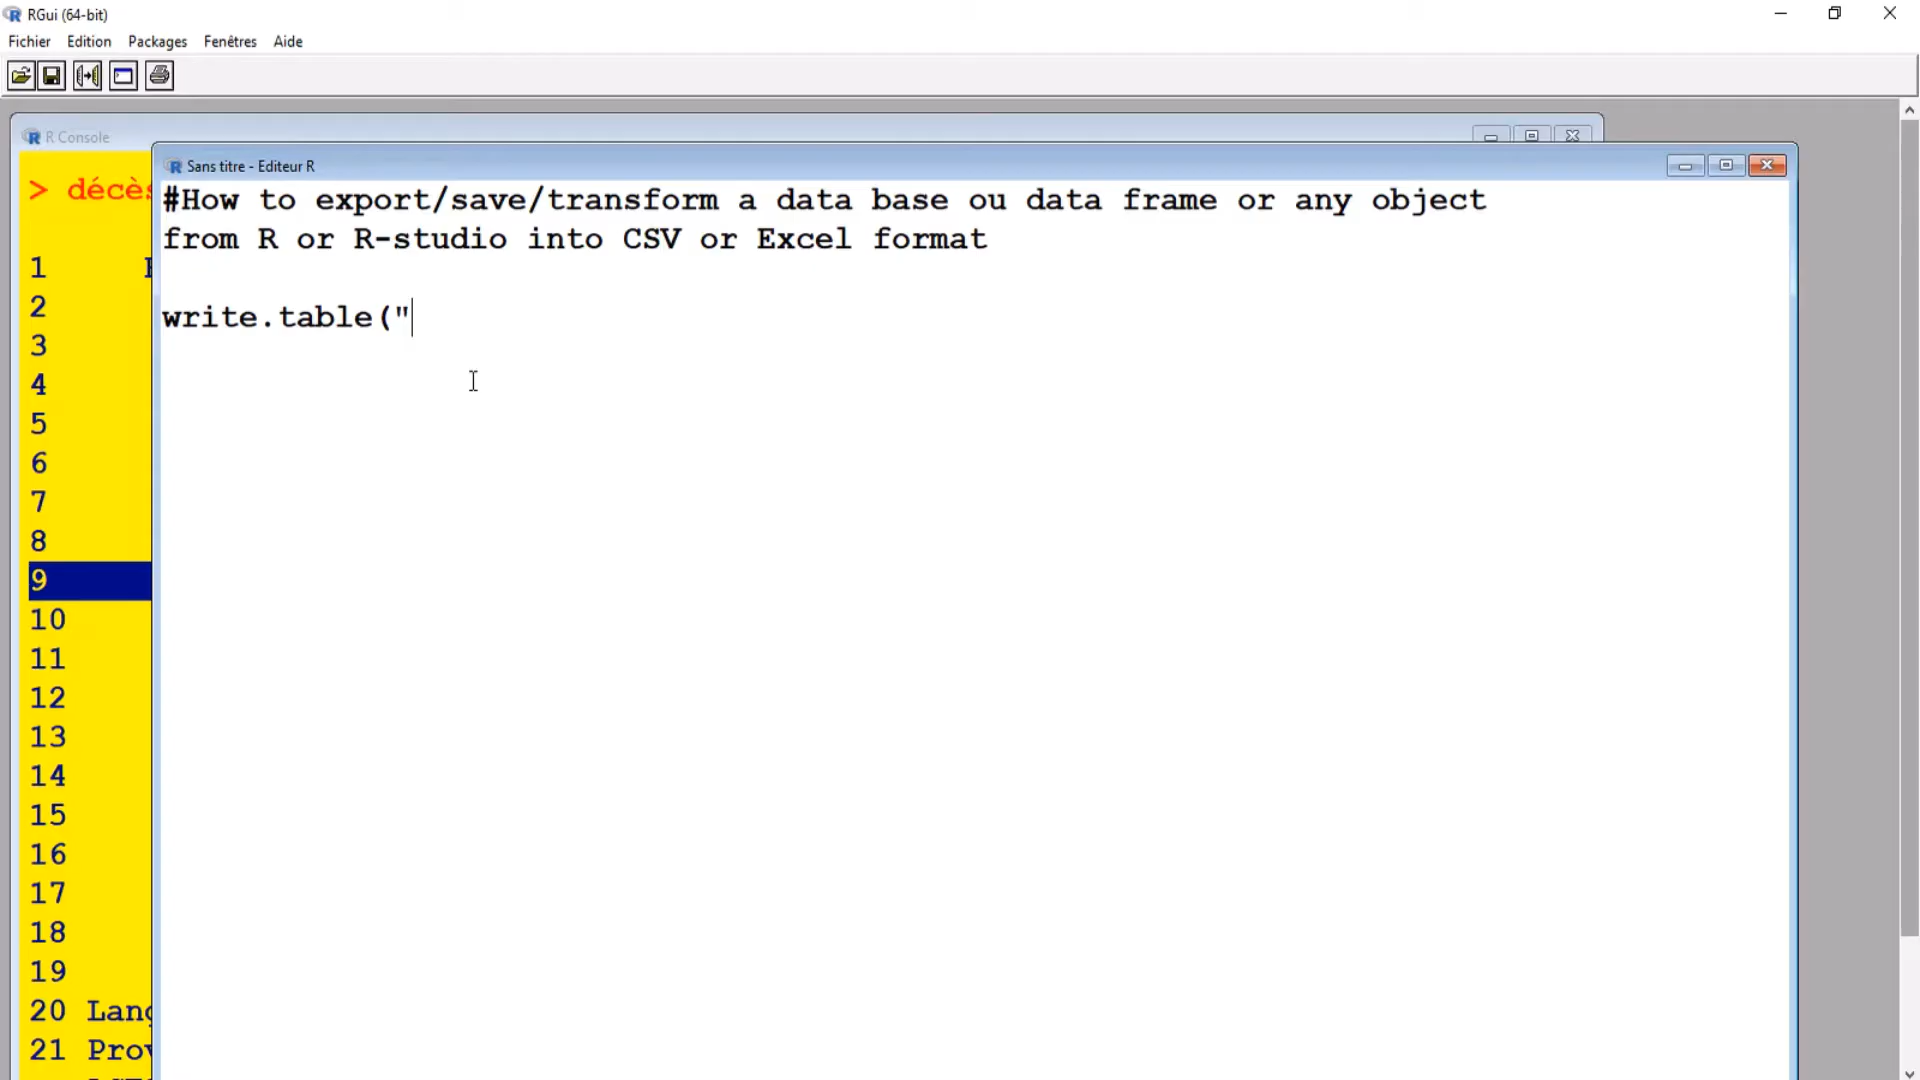 RGui (64-bit)
Fichier Edition Packages Fenêtres Aide
R Console
Sans titre - Editeur R
> décès
#How to export/save/transform a data base ou data frame or any object
from R or R-studio into CSV or Excel format
write.table("
1
2
3
4
5
6
7
8
9
10
11
12
13
14
15
16
17
18
19
20 Lang
21 Prov